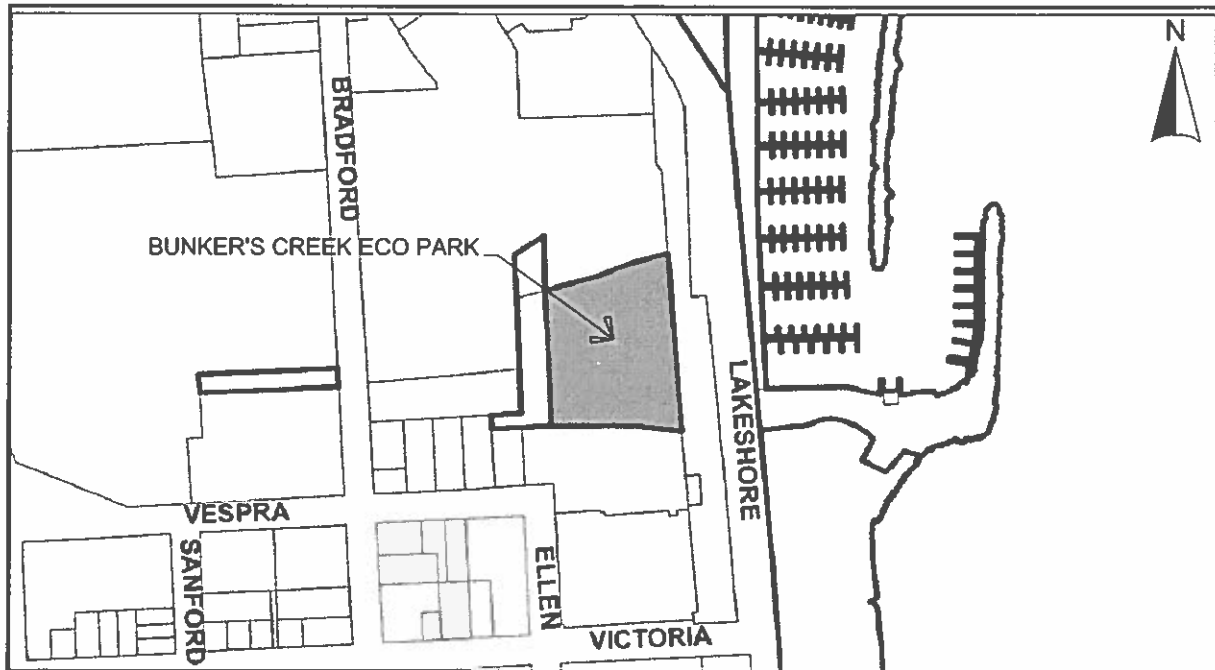 N
BRADFORD
BUNKER'S CREEK ECO PARK
LAKESHORE
VESPRA
SANFORD
ELLEN
VICTORIA